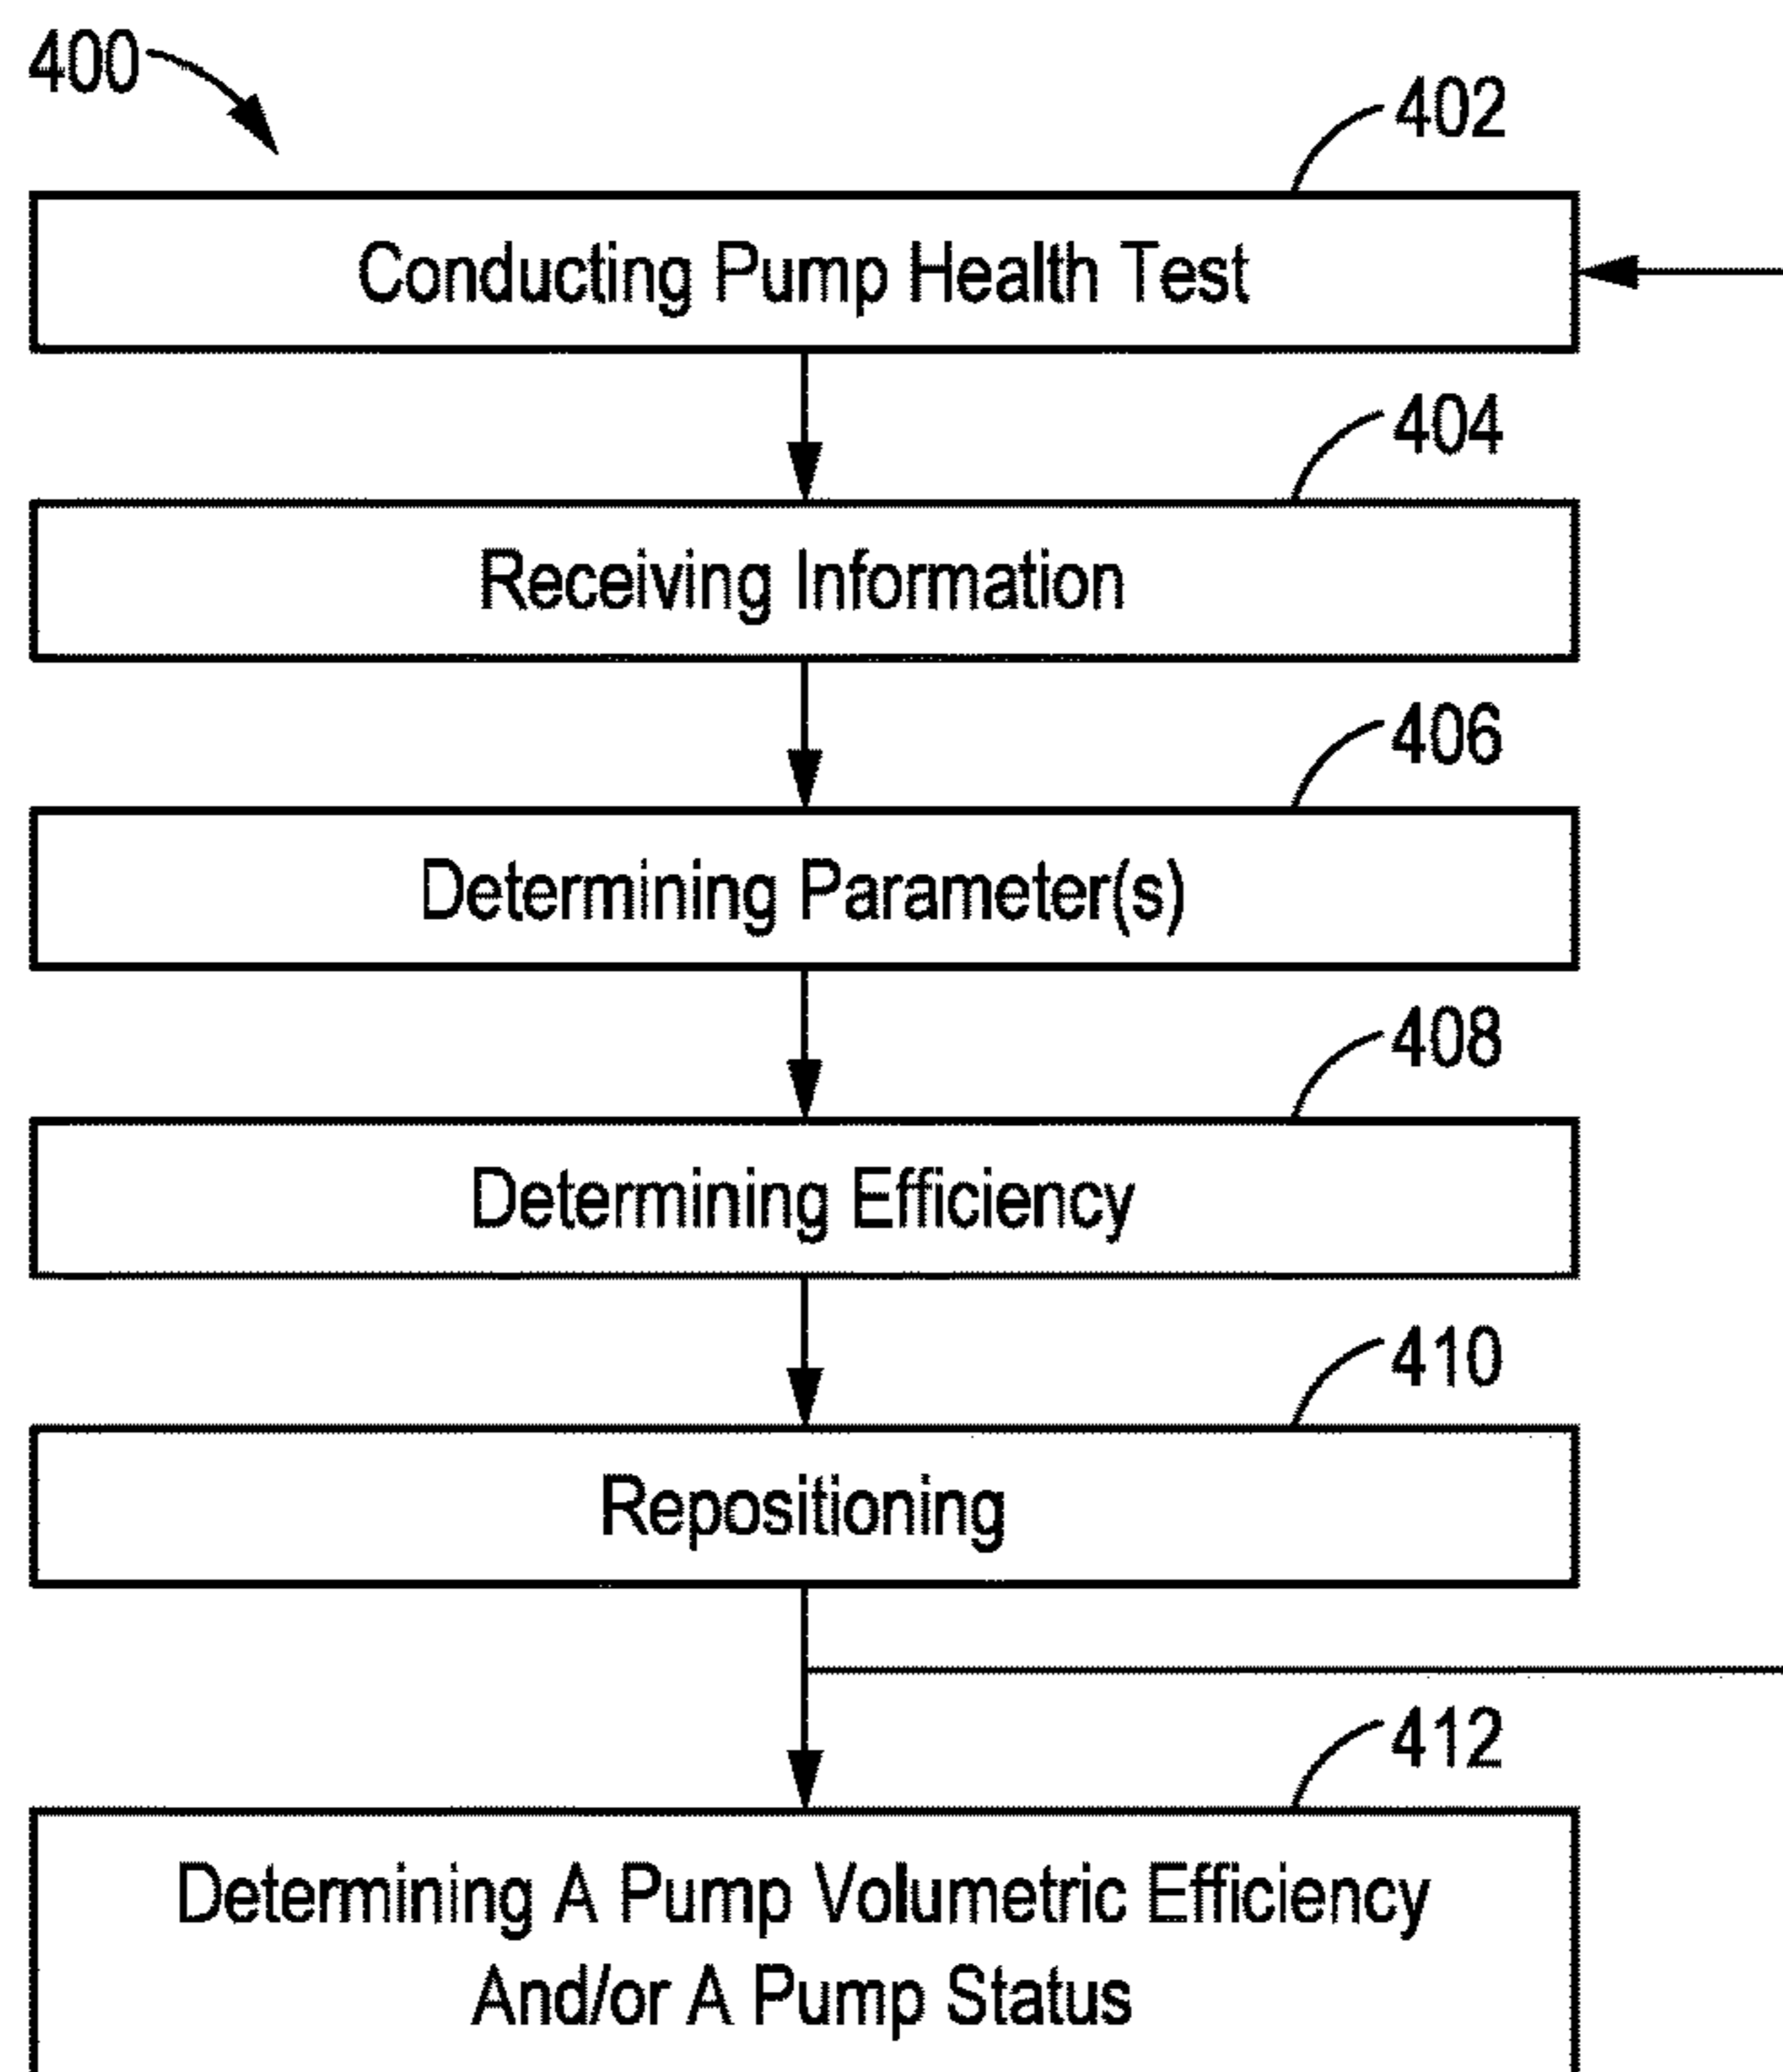 400
402
Conducting Pump Health Test
404
Receiving Information
406
Determining Parameter(s)
408
Determining Efficiency
410
Repositioning
412
Determining A Pump Volumetric Efficiency
And/or A Pump Status